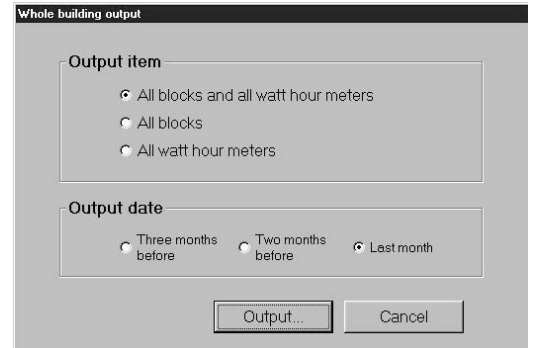 Whole building output
Output item
All blocks and all watt hour meters
All blocks
All watt hour meters
Output date
Three months
before
Two months
before
Last month
Output...
Cancel